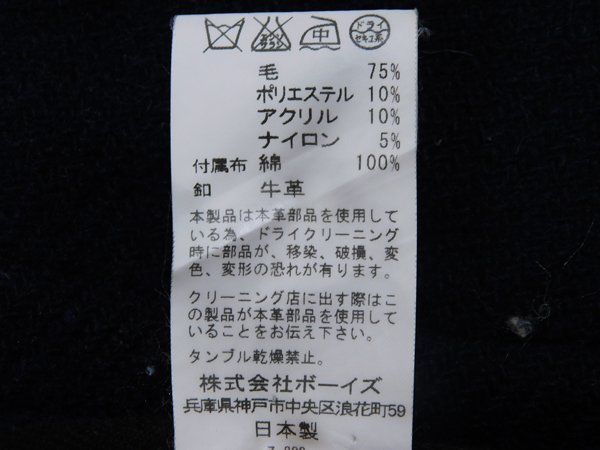 エンソ サラシ 中 ドライ
セキユ系
毛 75%
ポリエステル 10%
アクリル 10%
ナイロン 5%
付属布 綿 100%
釦 牛革
本製品は本革部品を使用して
いる為、ドライクリーニング
時に部品が、移染、破損、変
色、変形の恐れが有ります。
クリーニング店に出す際はこ
の製品が本革部品を使用して
いることをお伝え下さい。
タンブル乾燥禁止。
株式会社ボーイズ
兵庫県神戸市中央区浪花町59
日本製